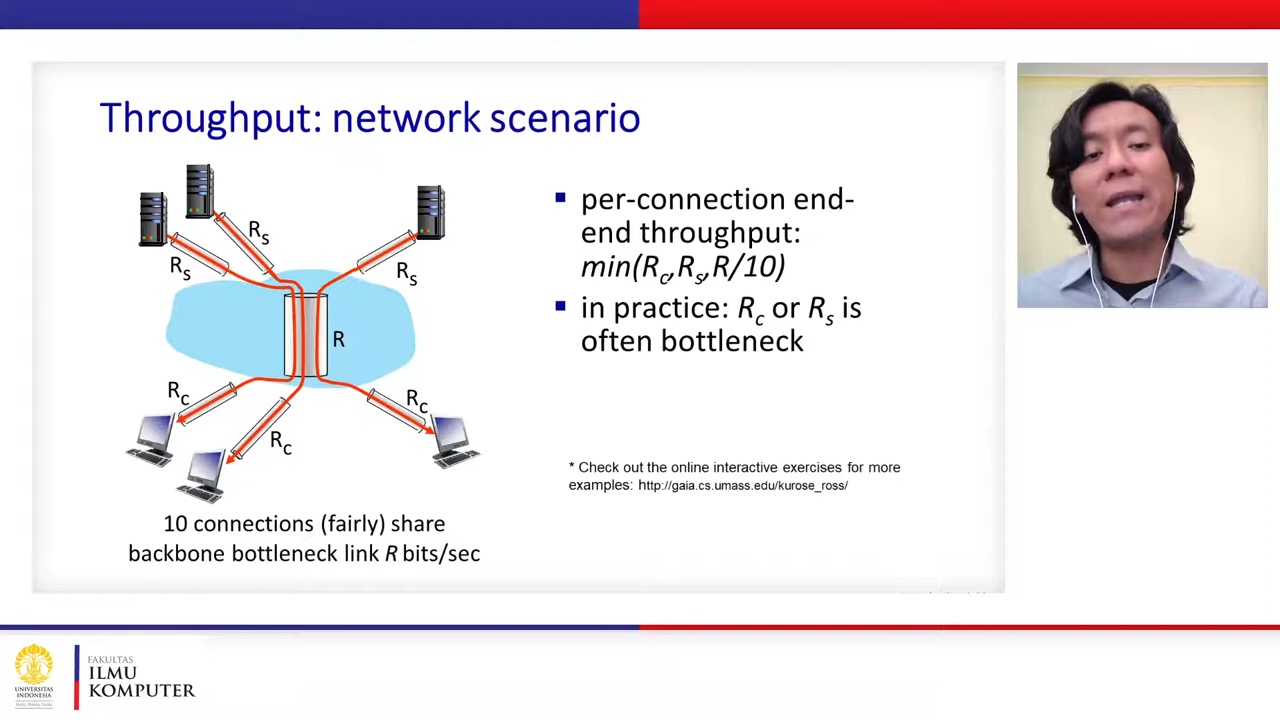 Throughput: network scenario
Rs
Rs
Rs
R
Rc
Rc
Rc
10 connections (fairly) share
backbone bottleneck link R bits/sec
▪ per-connection end-
end throughput:
min(Rc,Rs,R/10)
▪ in practice: Rc or Rs is
often bottleneck
* Check out the online interactive exercises for more
examples: http://gaia.cs.umass.edu/kurose_ross/
UNIVERSITAS
INDONESIA
FAKULTAS
ILMU
KOMPUTER